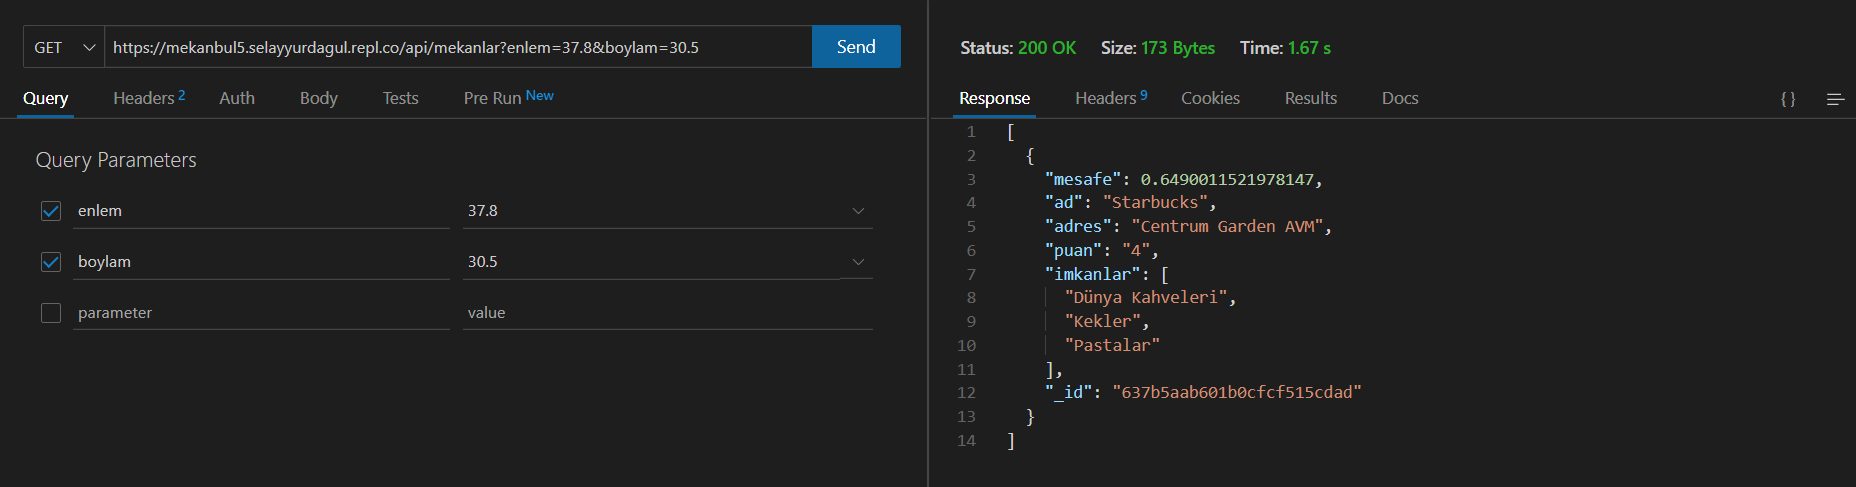 GET https://mekanbul5.selayyurdagul.repl.co/api/mekanlar?enlem=37.8&boylam=30.5 Send
Query Headers 2 Auth Body Tests Pre Run New
Query Parameters
enlem 37.8
boylam 30.5
parameter value
Status: 200 OK Size: 173 Bytes Time: 1.67 s
Response Headers 9 Cookies Results Docs {}
1 [
2 {
3 "mesafe": 0.6490011521978147,
4 "ad": "Starbucks",
5 "adres": "Centrum Garden AVM",
6 "puan": "4",
7 "imkanlar": [
8 "Dünya Kahveleri",
9 "Kekler",
10 "Pastalar"
11 ],
12 "_id": "637b5aab601b0cfcf515cdad"
13 }
14 ]